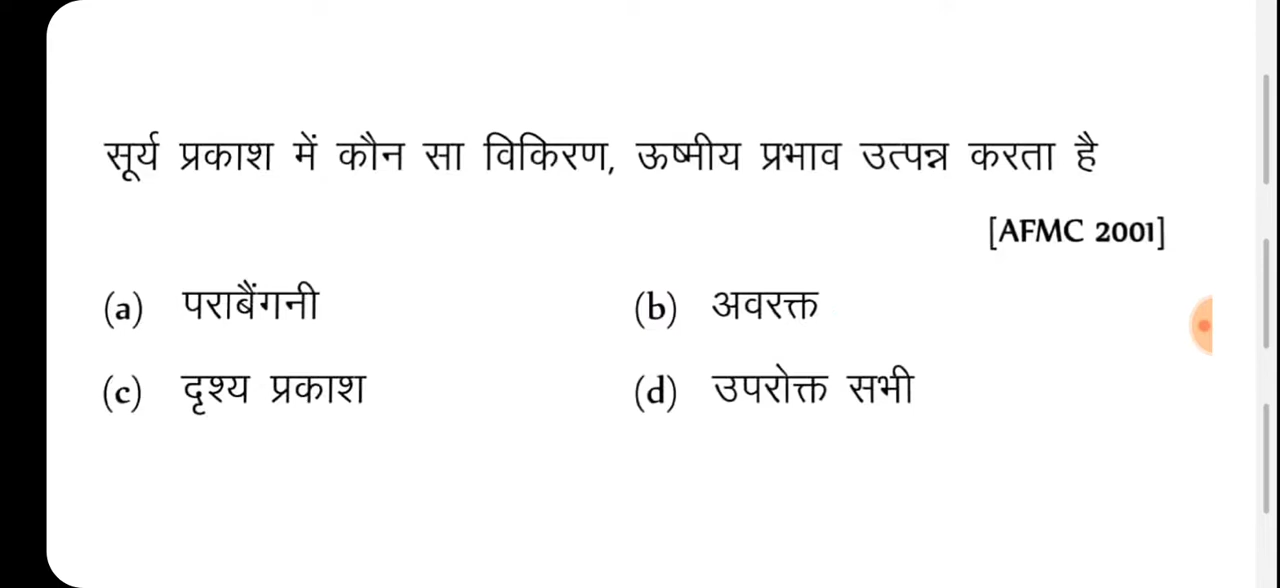 सूर्य प्रकाश में कौन सा विकिरण, ऊष्मीय प्रभाव उत्पन्न करता है
[AFMC 2001]
(a) पराबैंगनी (b) अवरक्त
(c) दृश्य प्रकाश (d) उपरोक्त सभी